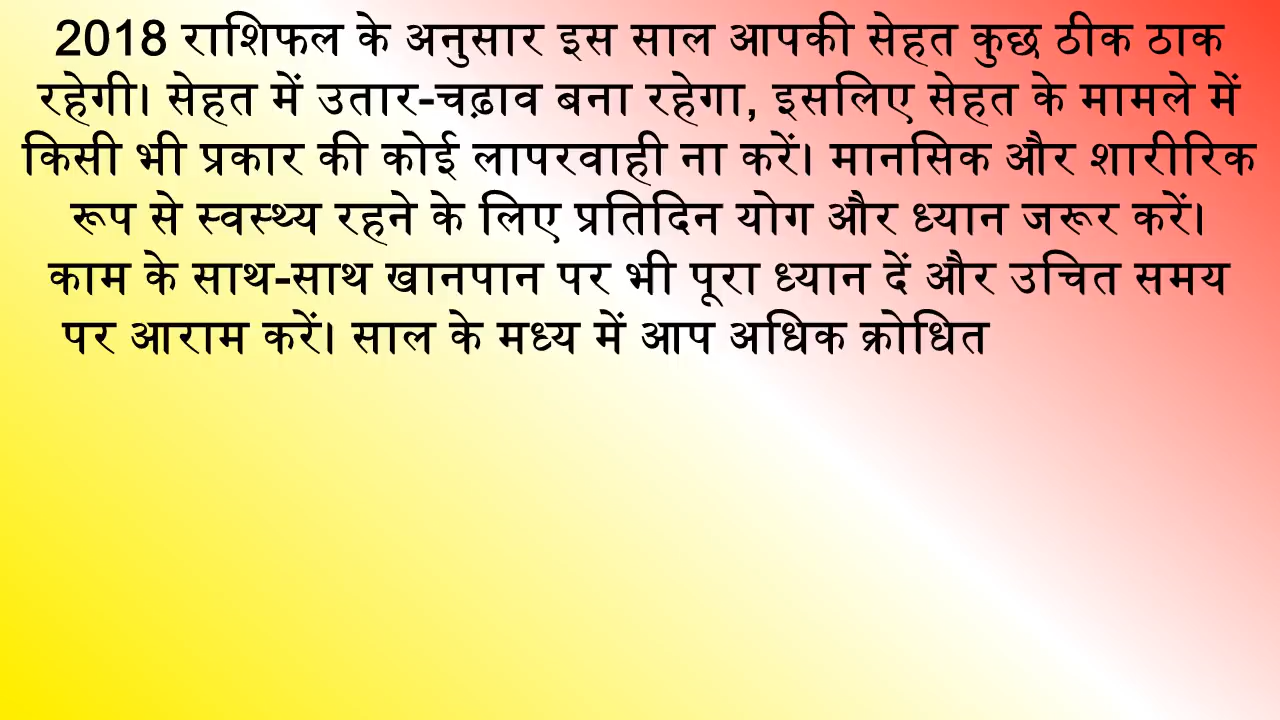 2018 राशिफल के अनुसार इस साल आपकी सेहत कुछ ठीक ठाक
रहेगी। सेहत में उतार-चढ़ाव बना रहेगा, इसलिए सेहत के मामले में
किसी भी प्रकार की कोई लापरवाही ना करें। मानसिक और शारीरिक
रूप से स्वस्थ्य रहने के लिए प्रतिदिन योग और ध्यान जरूर करें।
काम के साथ-साथ खानपान पर भी पूरा ध्यान दें और उचित समय
पर आराम करें। साल के मध्य में आप अधिक क्रोधित